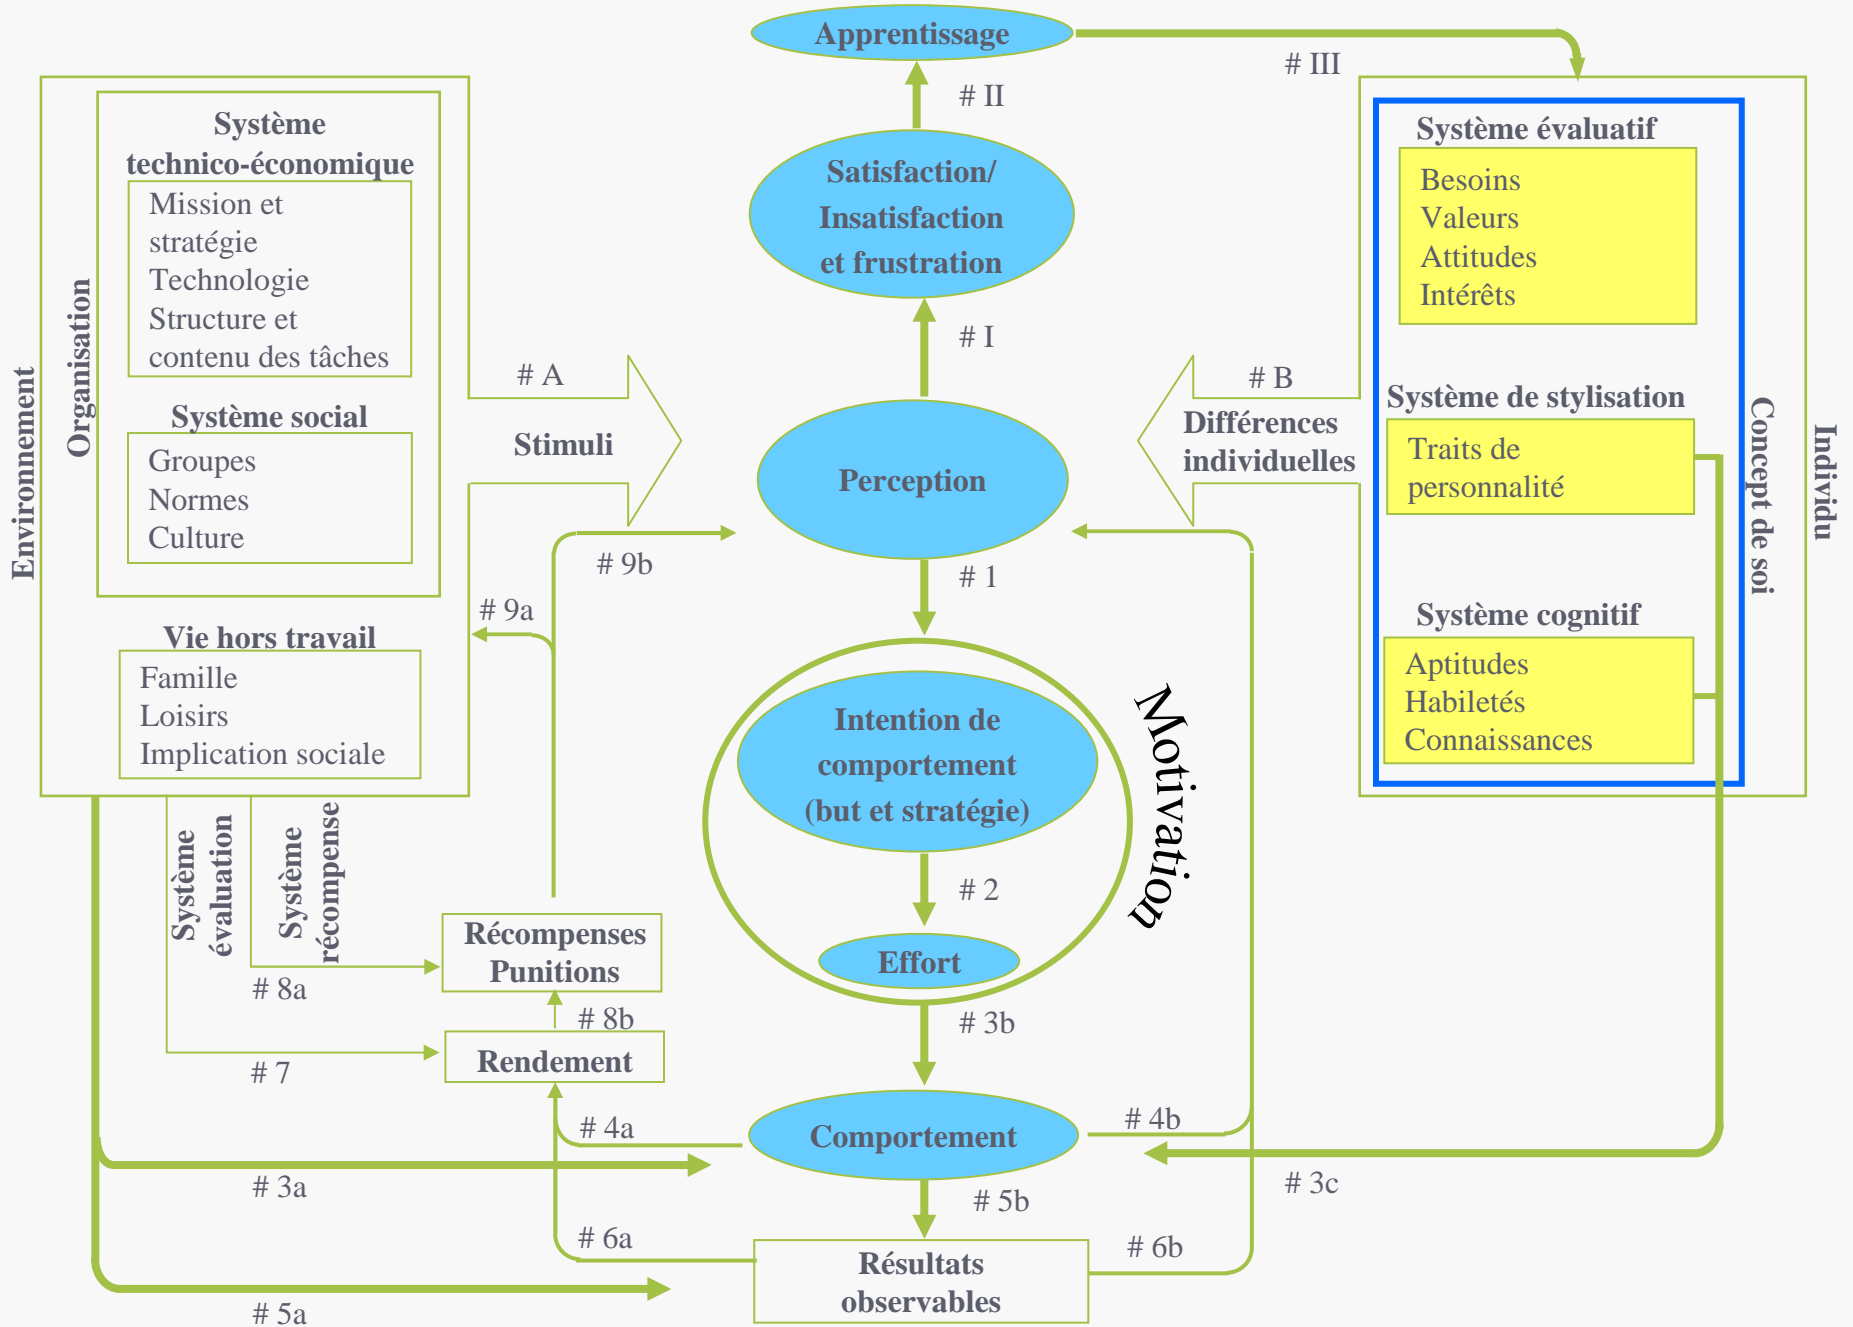 Apprentissage
# III
# II
Environnement
Organisation
Système
technico-économique
Mission et
stratégie
Technologie
Structure et
contenu des tâches
Système social
Groupes
Normes
Culture
Vie hors travail
Famille
Loisirs
Implication sociale
# A
Stimuli
Satisfaction/
Insatisfaction
et frustration
# I
Perception
# 1
# B
Différences
individuelles
Système évaluatif
Besoins
Valeurs
Attitudes
Intérêts
Système de stylisation
Traits de
personnalité
Système cognitif
Aptitudes
Habiletés
Connaissances
Concept de soi
Individu
# 9b
# 9a
Intention de
comportement
(but et stratégie)
# 2
Effort
Motivation
Système
évaluation
Système
récompense
Récompenses
Punitions
# 8a
# 8b
Rendement
# 7
# 3b
Comportement
# 4a
# 4b
# 3a
# 3c
# 5b
# 6a
# 6b
Résultats
observables
# 5a